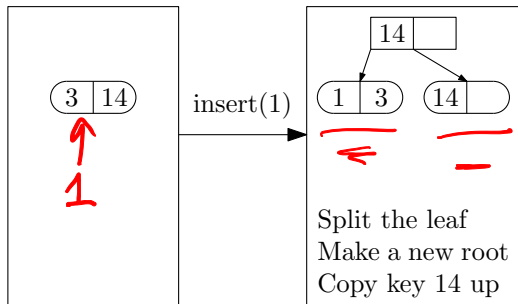 14
3 14
insert(1)
1 3
14
1
Split the leaf
Make a new root
Copy key 14 up